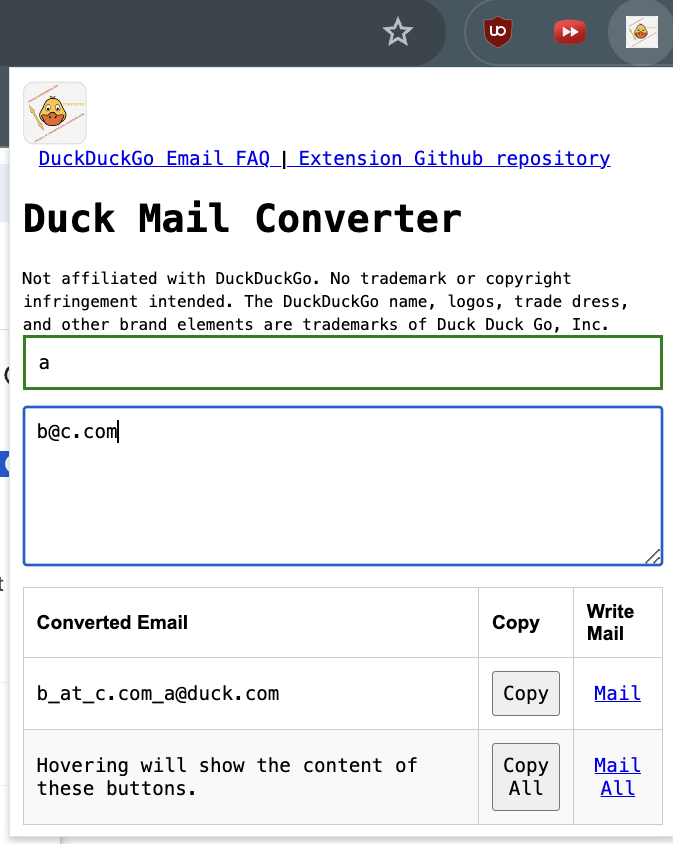 UO
DuckDuckGo Email FAQ | Extension Github repository
Duck Mail Converter
Not affiliated with DuckDuckGo. No trademark or copyright
infringement intended. The DuckDuckGo name, logos, trade dress,
and other brand elements are trademarks of Duck Duck Go, Inc.
a
b@c.com
Converted Email Copy Write
Mail
b_at_c.com_a@duck.com Copy Mail
Hovering will show the content of
these buttons.
Copy
All
Mail
All